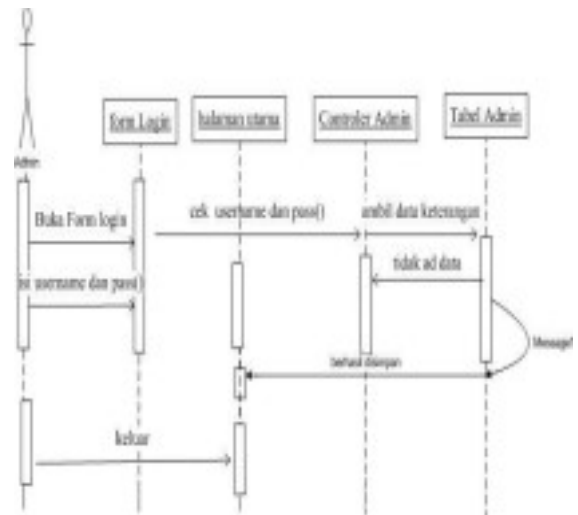 form Login
halaman utama
Controler Admin
Tabel Admin
Admin
Buka Form login
cek username dan pass()
ambil data keterangan
tidak ad data
isi username dan pass()
Message1
berhasil disimpan
keluar